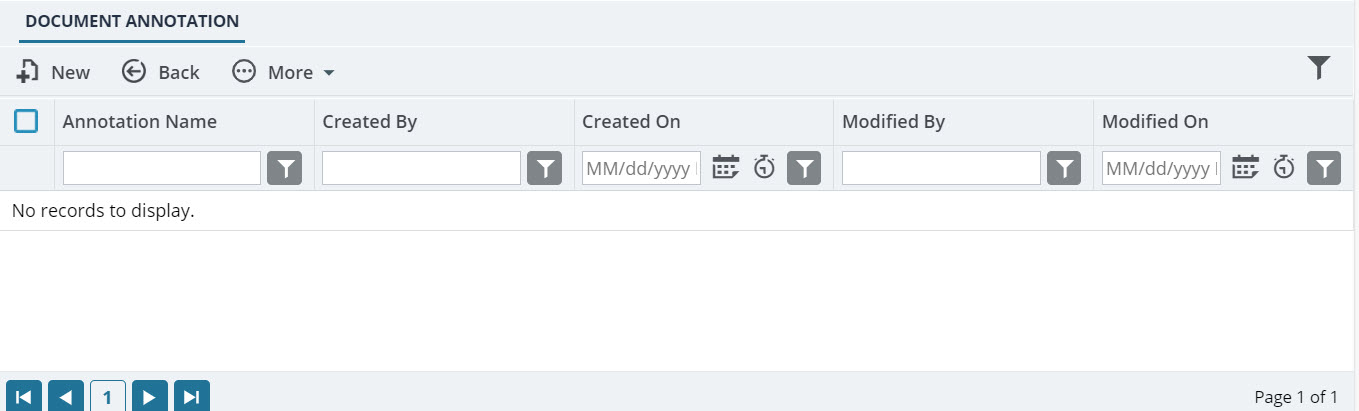 DOCUMENT ANNOTATION
New Back More
Annotation Name Created By Created On Modified By Modified On
MM/dd/yyyy MM/dd/yyyy
No records to display.
1 Page 1 of 1